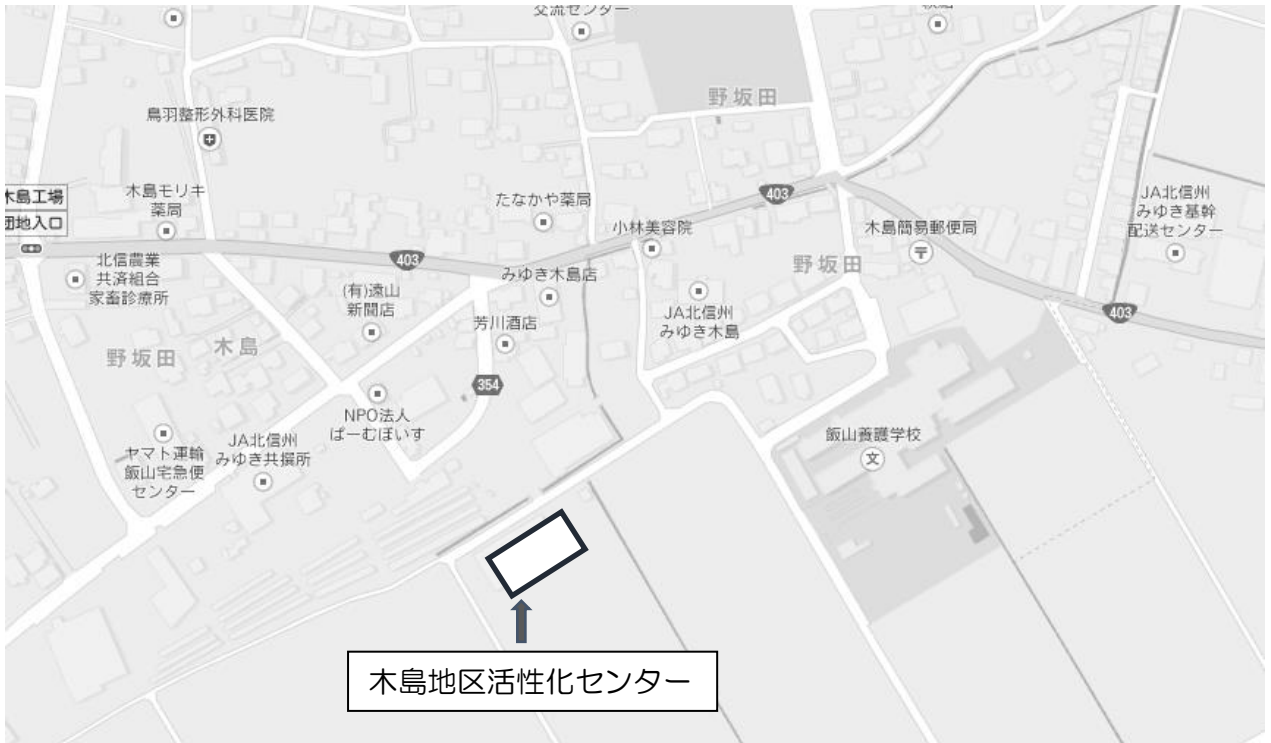 交流センター
野坂田
鳥羽整形外科医院
木島工場
団地入口
木島モリキ
薬局
たなかや薬局
403
JA北信州
みゆき基幹
配送センター
小林美容院
木島簡易郵便局
〒
北信農業
共済組合
家畜診療所
403
みゆき木島店
野坂田
(有)遠山
新聞店
JA北信州
みゆき木島
403
芳川酒店
野坂田
木島
354
NPO法人
ぱーむぼいす
ヤマト運輸
飯山宅急便
センター
JA北信州
みゆき共撰所
飯山養護学校
文
木島地区活性化センター